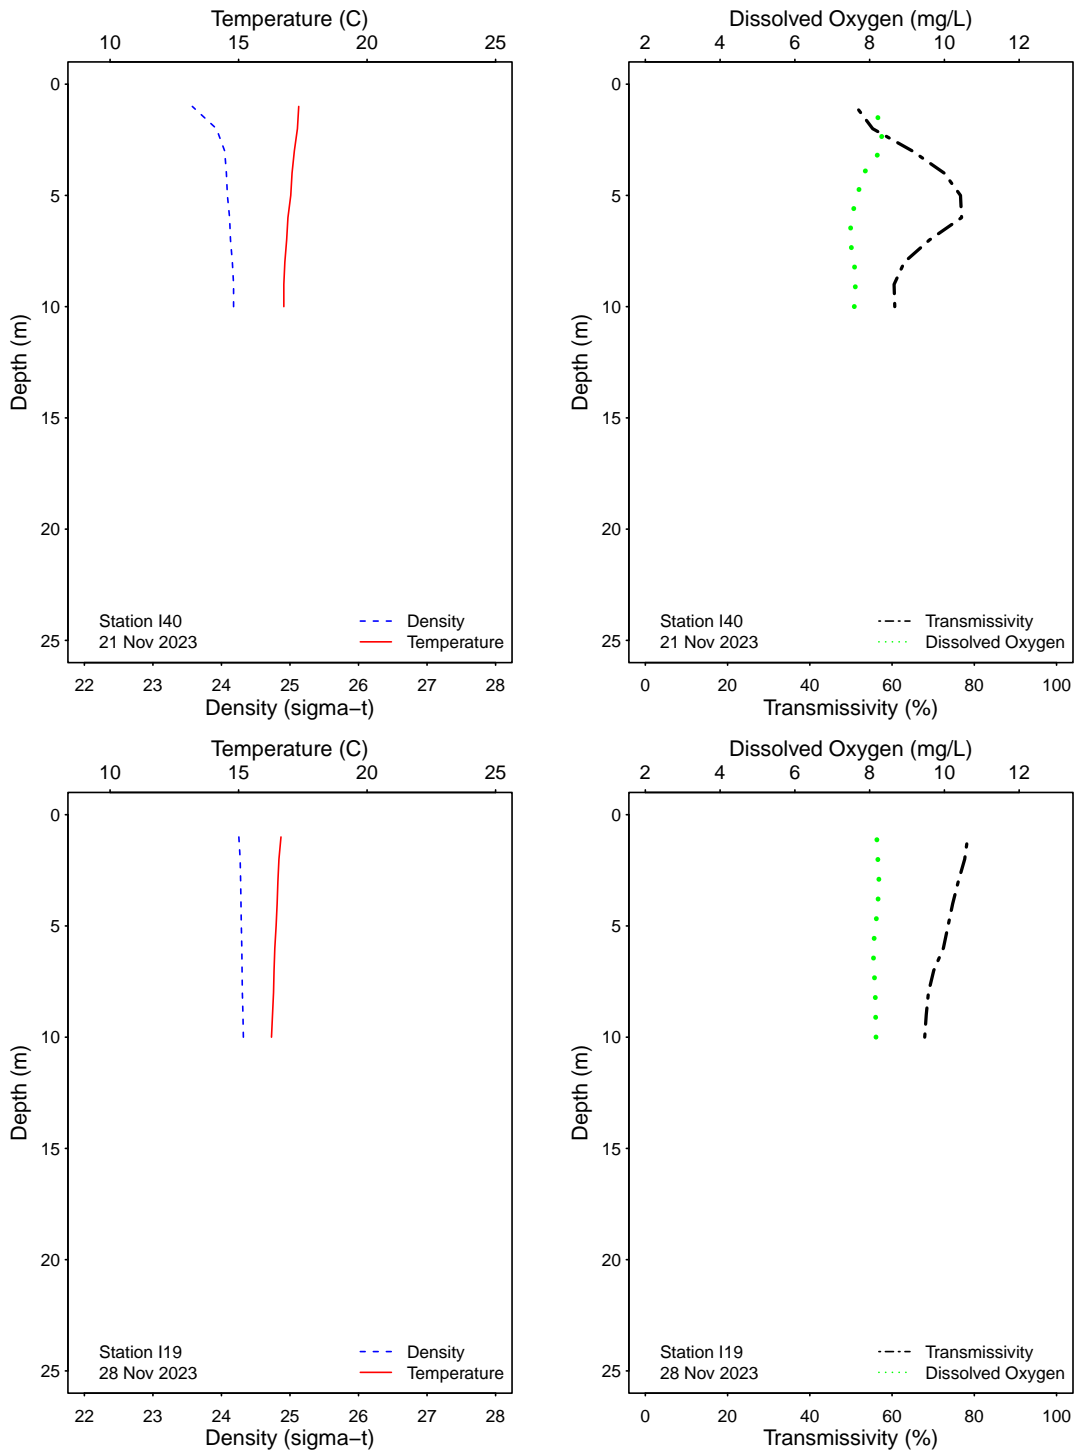 Temperature (C)
10 15 20 25
0
5
10
15
20
25
Depth (m)
Station I40
21 Nov 2023
Density
Temperature
22 23 24 25 26 27 28
Density (sigma−t)
Dissolved Oxygen (mg/L)
2 4 6 8 10 12
0
5
10
15
20
25
Depth (m)
Station I40
21 Nov 2023
Transmissivity
Dissolved Oxygen
0 20 40 60 80 100
Transmissivity (%)
Temperature (C)
10 15 20 25
0
5
10
15
20
25
Depth (m)
Station I19
28 Nov 2023
Density
Temperature
22 23 24 25 26 27 28
Density (sigma−t)
Dissolved Oxygen (mg/L)
2 4 6 8 10 12
0
5
10
15
20
25
Depth (m)
Station I19
28 Nov 2023
Transmissivity
Dissolved Oxygen
0 20 40 60 80 100
Transmissivity (%)